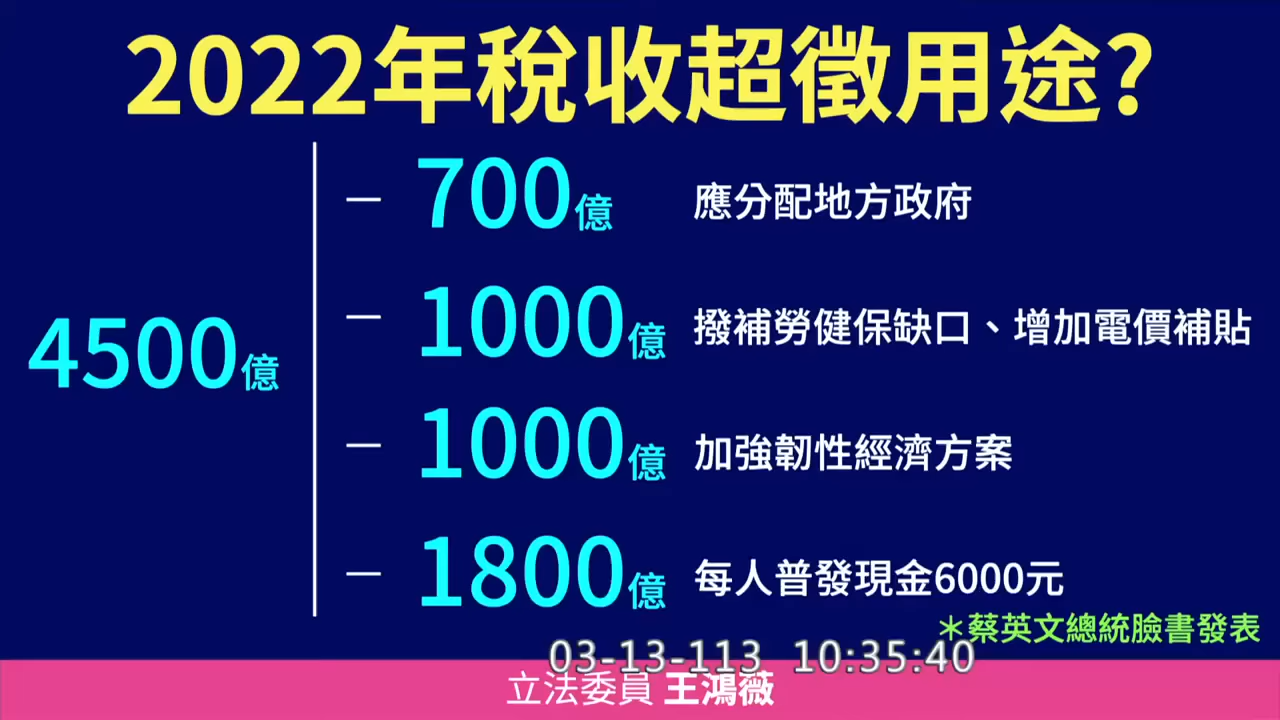 2022年稅收超徵用途?
4500億
一 700億 應分配地方政府
一 1000億 撥補勞健保缺口、增加電價補貼
一 1000億 加強韌性經濟方案
一 1800億 每人普發現金6000元
＊蔡英文總統臉書發表
03-13-113 10:35:40
立法委員 王鴻薇